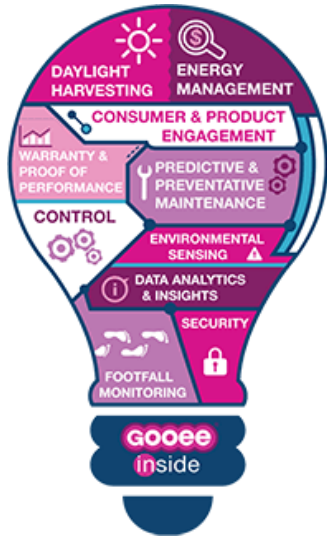 DAYLIGHT
HARVESTING
ENERGY
MANAGEMENT
CONSUMER & PRODUCT
ENGAGEMENT
WARRANTY &
PROOF OF
PERFORMANCE
PREDICTIVE &
PREVENTATIVE
MAINTENANCE
CONTROL
ENVIRONMENTAL
SENSING
DATA ANALYTICS
& INSIGHTS
SECURITY
FOOTFALL
MONITORING
GOOEE
inside